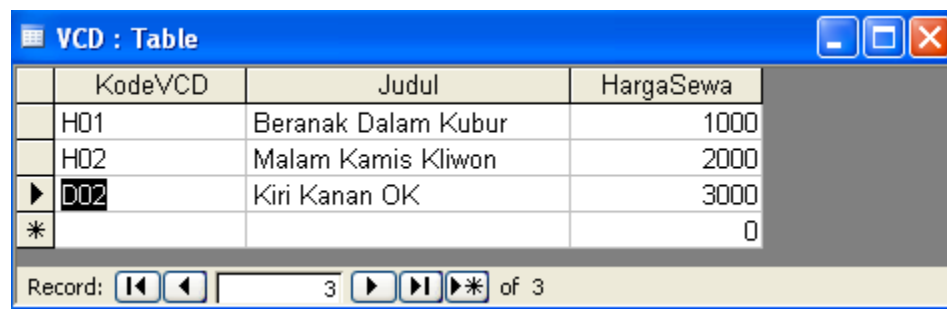 VCD : Table
KodeVCD Judul HargaSewa
H01 Beranak Dalam Kubur 1000
H02 Malam Kamis Kliwon 2000
D02 Kiri Kanan OK 3000
0
Record: 3 of 3